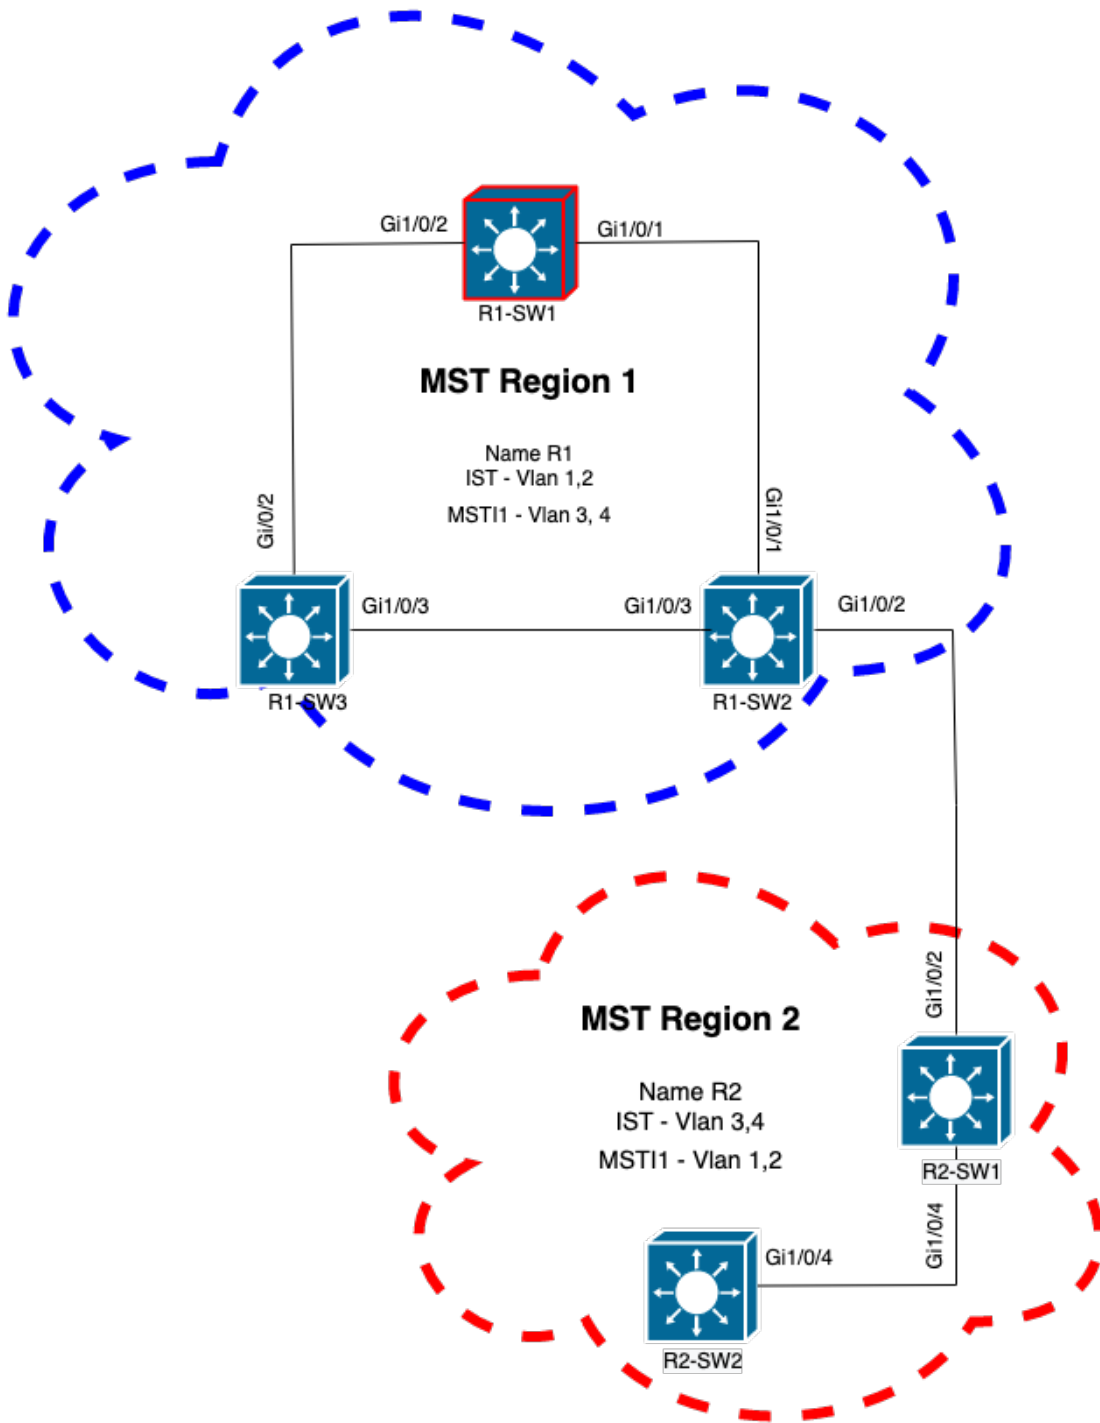 Gi1/0/2
Gi1/0/1
R1-SW1
MST Region 1
Name R1
IST - Vlan 1,2
MSTI1 - Vlan 3, 4
Gi/0/2
Gi1/0/1
Gi1/0/3
Gi1/0/3
Gi1/0/2
R1-SW3
R1-SW2
Gi1/0/2
MST Region 2
Name R2
IST - Vlan 3,4
MSTI1 - Vlan 1,2
R2-SW1
Gi1/0/4
Gi1/0/4
R2-SW2